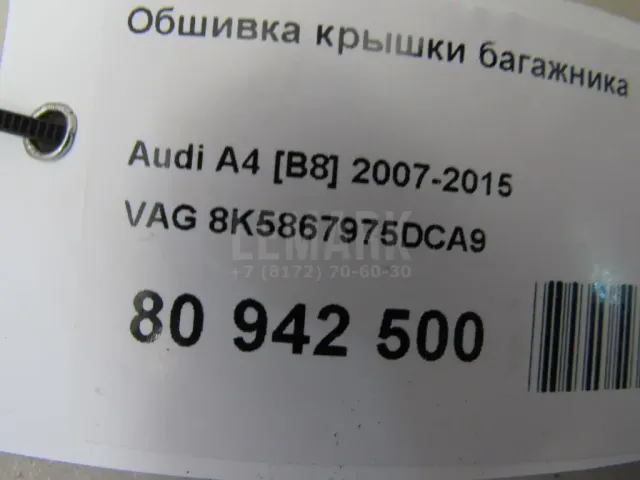 Обшивка крышки багажника
Audi A4 [B8] 2007-2015
VAG 8K5867975DCA9
LEMARK
+7 (8172) 70-60-30
80 942 500